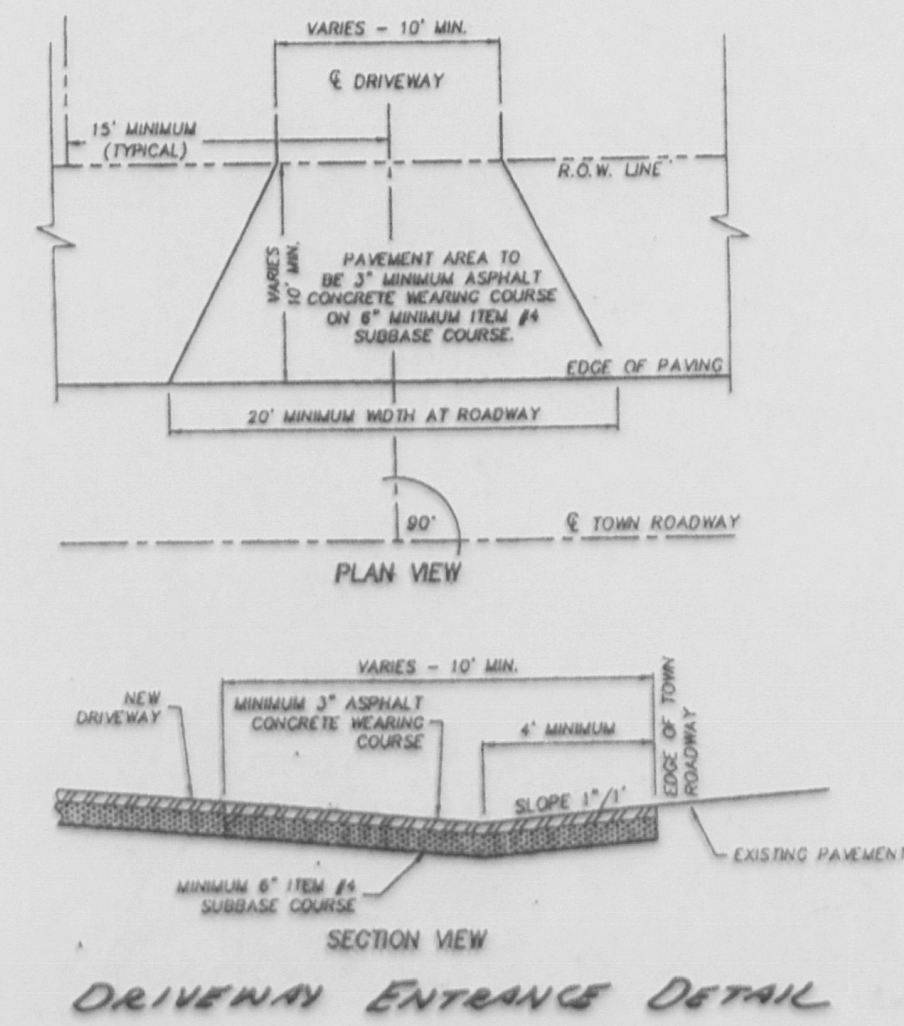 VARIES - 10' MIN.
℄ DRIVEWAY
15' MINIMUM
(TYPICAL)
R.O.W. LINE
VARIES
10' MIN.
PAVEMENT AREA TO
BE 3" MINIMUM ASPHALT
CONCRETE WEARING COURSE
ON 6" MINIMUM ITEM #4
SUBBASE COURSE.
EDGE OF PAVING
20' MINIMUM WIDTH AT ROADWAY
90°
℄ TOWN ROADWAY
PLAN VIEW
VARIES - 10' MIN.
NEW
DRIVEWAY
MINIMUM 3" ASPHALT
CONCRETE WEARING
COURSE
4' MINIMUM
EDGE OF TOWN
ROADWAY
SLOPE 1"/1'
EXISTING PAVEMENT
MINIMUM 6" ITEM #4
SUBBASE COURSE
SECTION VIEW
DRIVEWAY ENTRANCE DETAIL